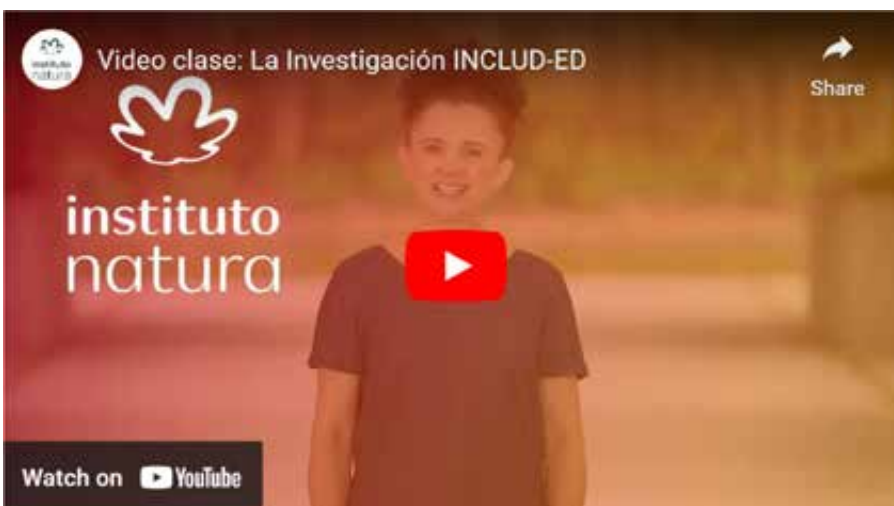 Video clase: La Investigación INCLUD-ED
Share
instituto
natura
Watch on YouTube